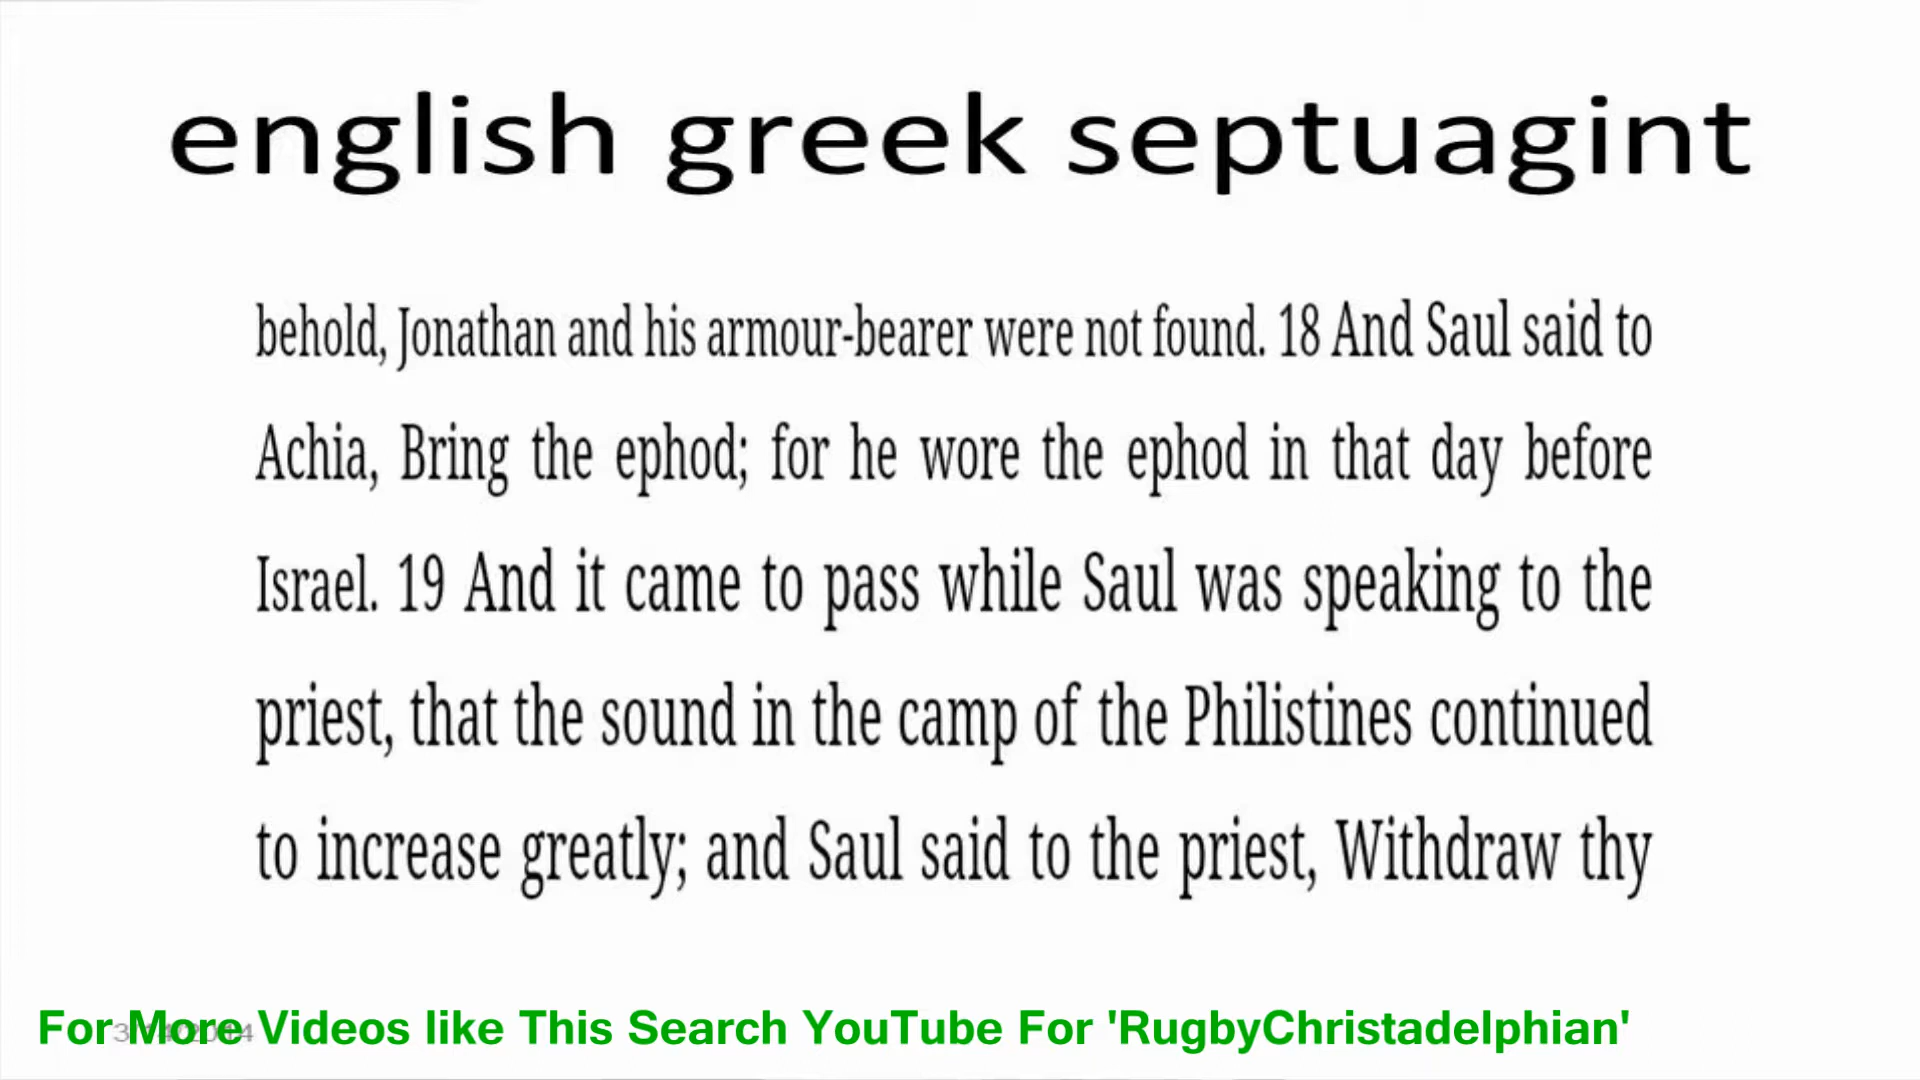 english greek septuagint
behold, Jonathan and his armour-bearer were not found. 18 And Saul said to
Achia, Bring the ephod; for he wore the ephod in that day before
Israel. 19 And it came to pass while Saul was speaking to the
priest, that the sound in the camp of the Philistines continued
to increase greatly; and Saul said to the priest, Withdraw thy
For More Videos like This Search YouTube For 'RugbyChristadelphian'